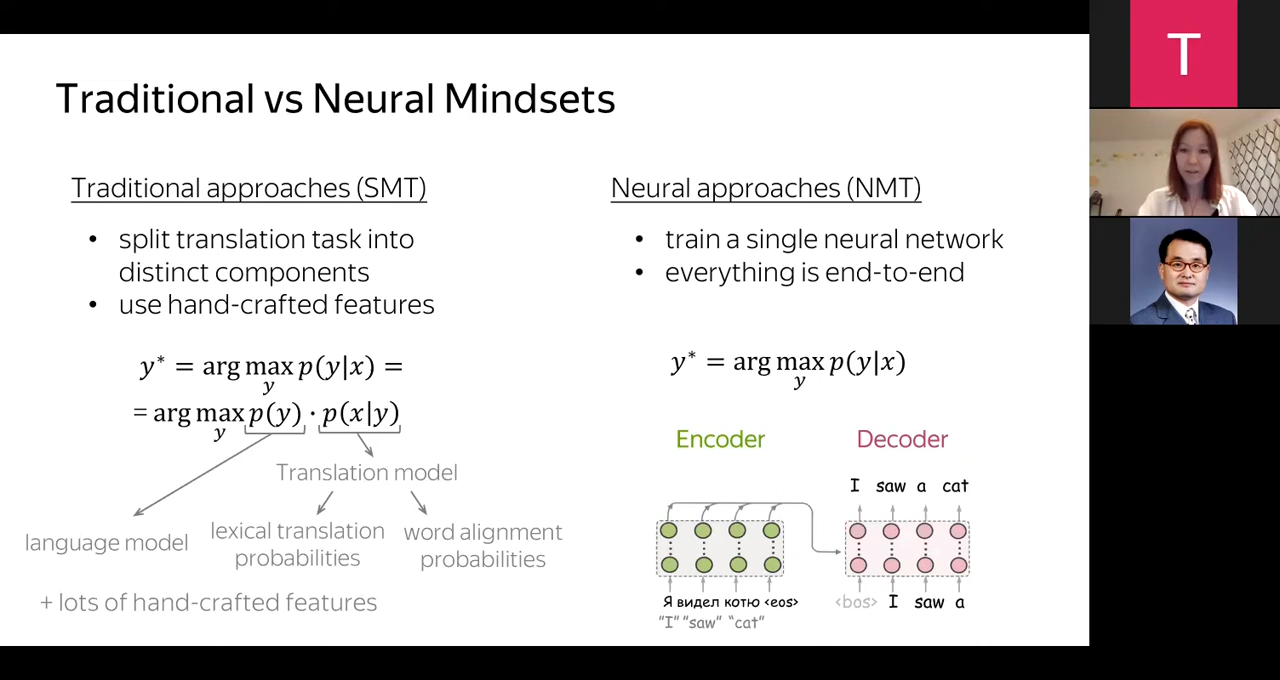 Traditional vs Neural Mindsets
Traditional approaches (SMT)
• split translation task into
distinct components
• use hand-crafted features
y* = arg max p(y|x) =
y
= arg max p(y) · p(x|y)
y
Translation model
language model
lexical translation
probabilities
word alignment
probabilities
+ lots of hand-crafted features
Neural approaches (NMT)
• train a single neural network
• everything is end-to-end
y* = arg max p(y|x)
y
Encoder
Decoder
I saw a cat
Я видел котю <eos>
"I" "saw" "cat"
<bos> I saw a
T